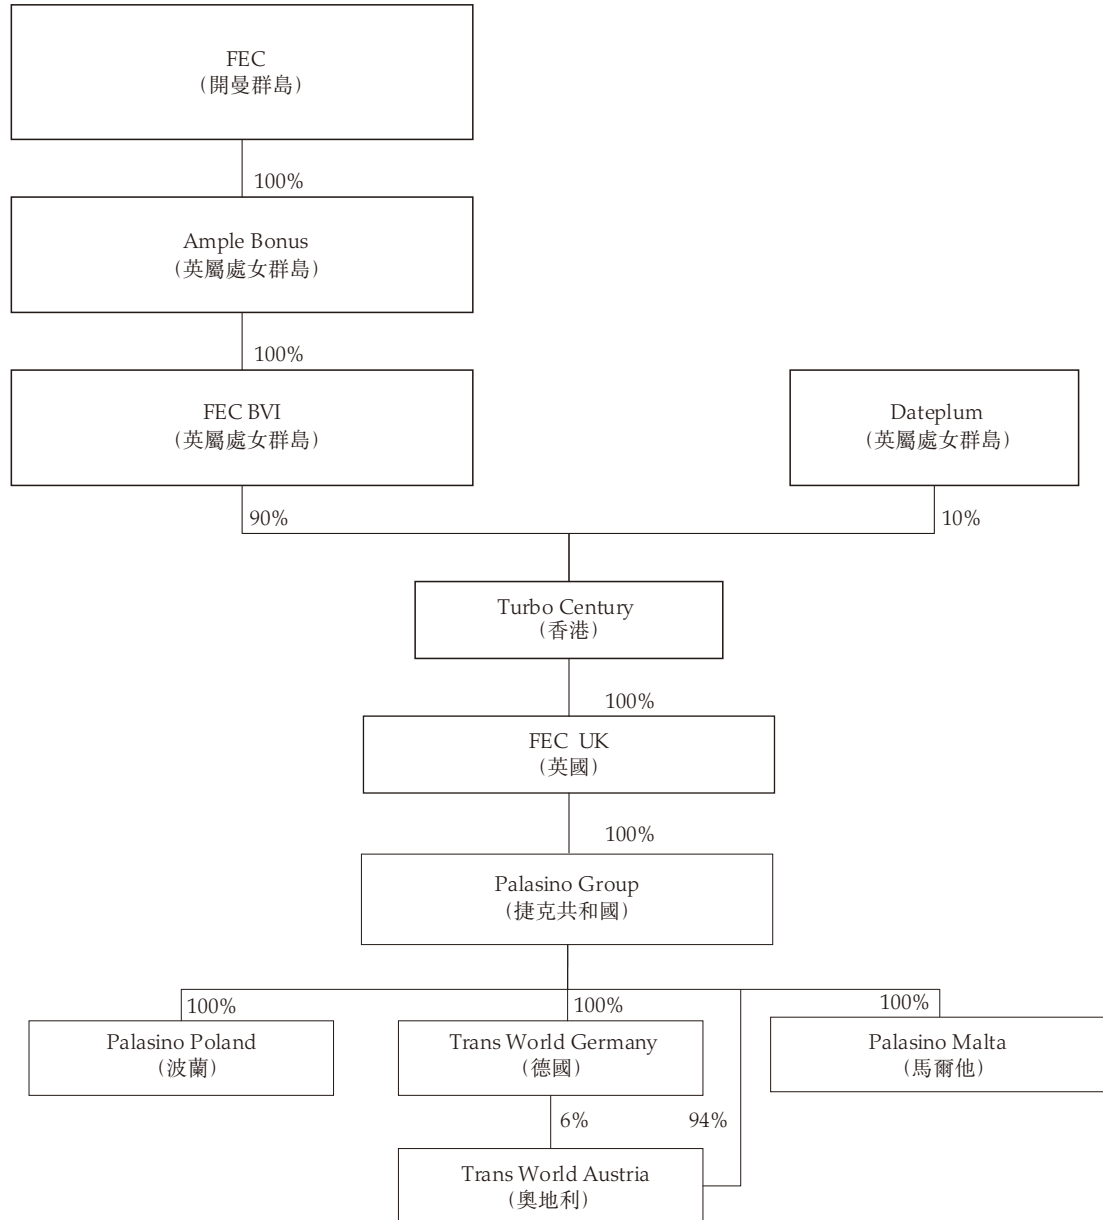 FEC
（開曼群島）
100%
Ample Bonus
（英屬處女群島）
100%
FEC BVI
（英屬處女群島）
Dateplum
（英屬處女群島）
90%
10%
Turbo Century
（香港）
100%
FEC UK
（英國）
100%
Palasino Group
（捷克共和國）
100%
100%
100%
Palasino Poland
（波蘭）
Trans World Germany
（德國）
Palasino Malta
（馬爾他）
6%
94%
Trans World Austria
（奧地利）